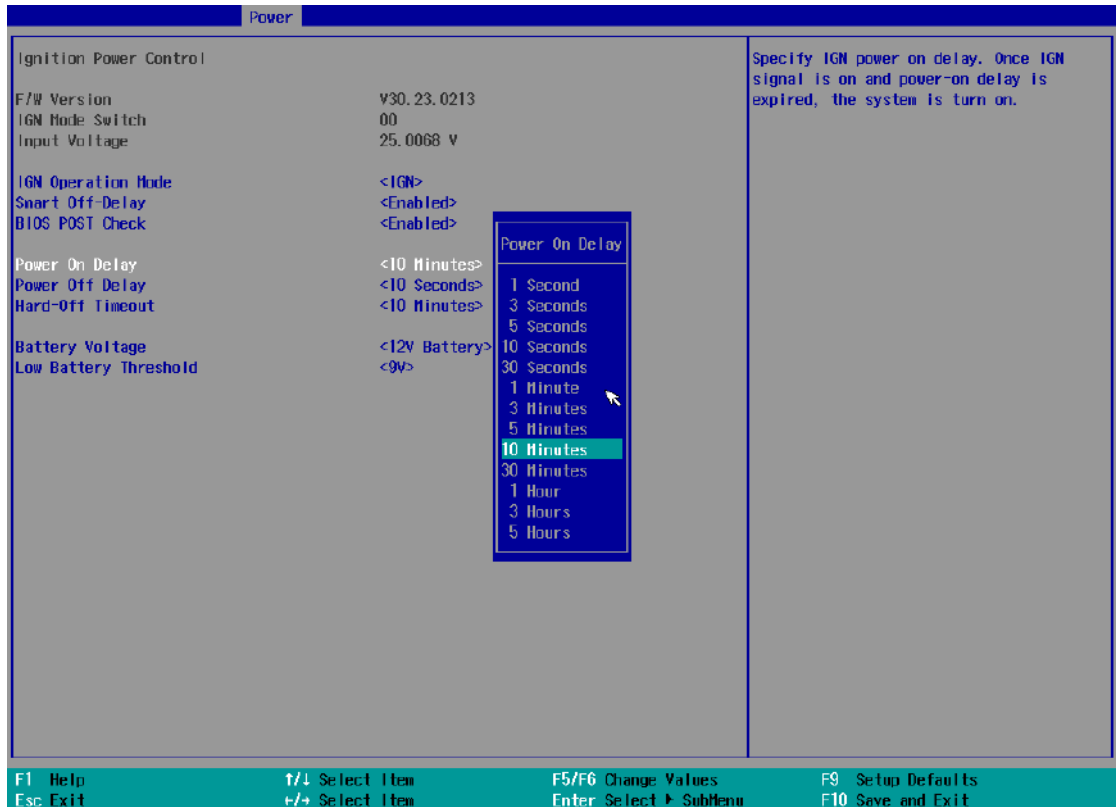 Power
Ignition Power Control
F/W Version V30.23.0213
IGN Mode Switch 00
Input Voltage 25.0068 V
IGN Operation Mode <IGN>
Smart Off-Delay <Enabled>
BIOS POST Check <Enabled>
Power On Delay <10 Minutes>
Power Off Delay <10 Seconds>
Hard-Off Timeout <10 Minutes>
Battery Voltage <12V Battery>
Low Battery Threshold <9V>
Power On Delay
1 Second
3 Seconds
5 Seconds
10 Seconds
30 Seconds
1 Minute
3 Minutes
5 Minutes
10 Minutes
30 Minutes
1 Hour
3 Hours
5 Hours
Specify IGN power on delay. Once IGN
signal is on and power-on delay is
expired, the system is turn on.
F1 Help ↑/↓ Select Item F5/F6 Change Values F9 Setup Defaults
Esc Exit ←/→ Select Item Enter Select ▶ SubMenu F10 Save and Exit